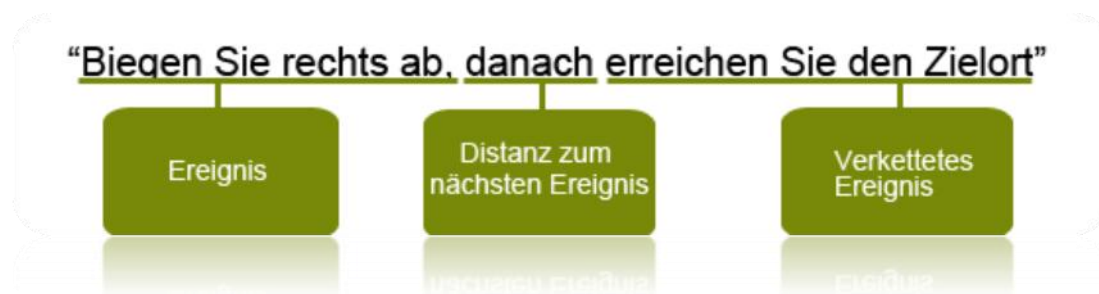 “Biegen Sie rechts ab, danach erreichen Sie den Zielort”
Ereignis
Distanz zum
nächsten Ereignis
Verkettetes
Ereignis